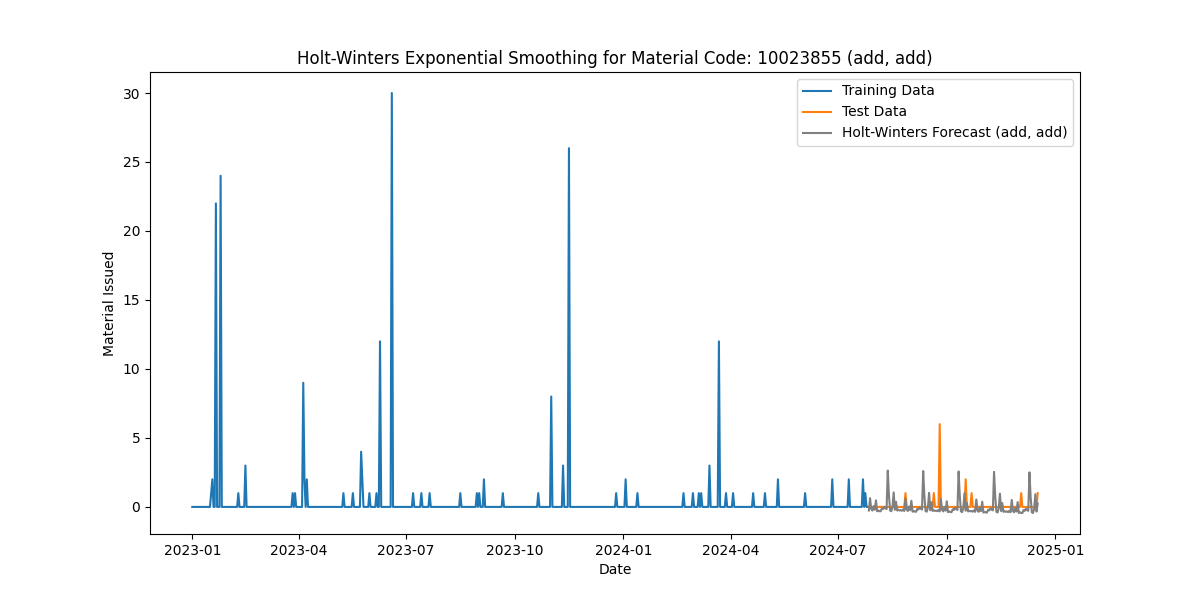 Holt-Winters Exponential Smoothing for Material Code: 10023855 (add, add)
Training Data
Test Data
Holt-Winters Forecast (add, add)
Material Issued
30
25
20
15
10
5
0
2023-01
2023-04
2023-07
2023-10
2024-01
2024-04
2024-07
2024-10
2025-01
Date